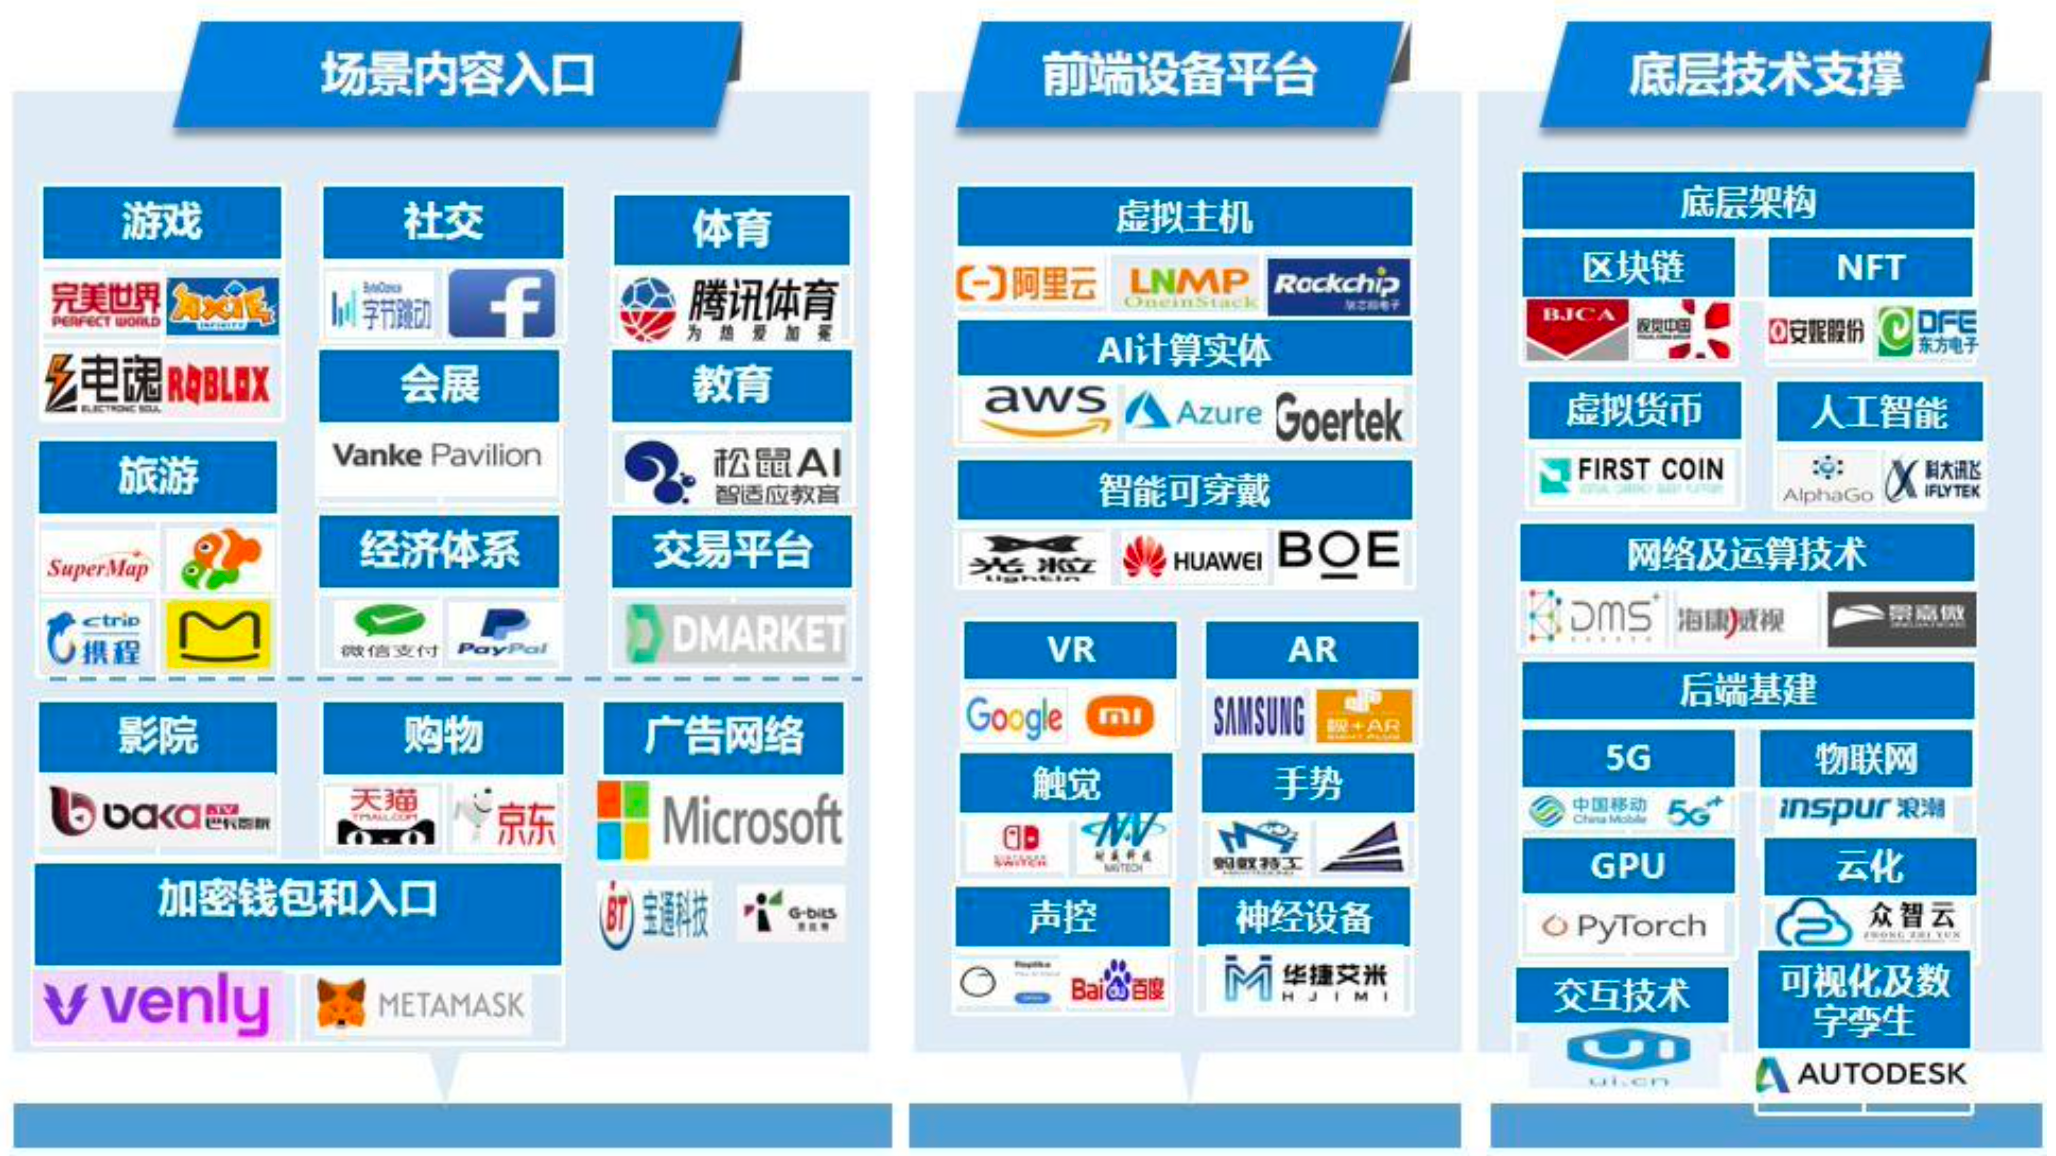 场景内容入口
游戏
完美世界
PERFECT WORLD
AXIE
INFINITY
电魂
ELECTRONIC SOUL
ROBLOX
社交
ByteDance
字节跳动
f
体育
腾讯体育
为热爱加冕
会展
Vanke Pavilion
教育
松鼠AI
智适应教育
旅游
SuperMap
ctrip
携程
经济体系
微信支付
PayPal
交易平台
DMARKET
影院
baka TV
巴卡影院
购物
天猫
TMALL.COM
京东
广告网络
Microsoft
BT
宝通科技
G-bits
加密钱包和入口
venly
METAMASK
前端设备平台
虚拟主机
阿里云
LNMP
OneinStack
Rockchip
瑞芯微电子
AI计算实体
aws
Azure
Goertek
智能可穿戴
光粒
lightin
HUAWEI
BOE
VR
Google
mi
AR
SAMSUNG
视+AR
SIGHT PLUS
触觉
SWITCH
NAVTECH
手势
蚂蚁特工
声控
Replika
Bai du 百度
神经设备
华捷艾米
HJIMI
底层技术支撑
底层架构
区块链
BJCA
视觉中国
NFT
安妮股份
DFE
东方电子
虚拟货币
FIRST COIN
人工智能
AlphaGo
科大讯飞
iFLYTEK
网络及运算技术
DMS+
海康威视
景嘉微
后端基建
5G
中国移动
China Mobile
5G+
物联网
inspur 浪潮
GPU
PyTorch
云化
众智云
ZHONG ZHI YUN
交互技术
UI
ui.cn
可视化及数
字孪生
AUTODESK